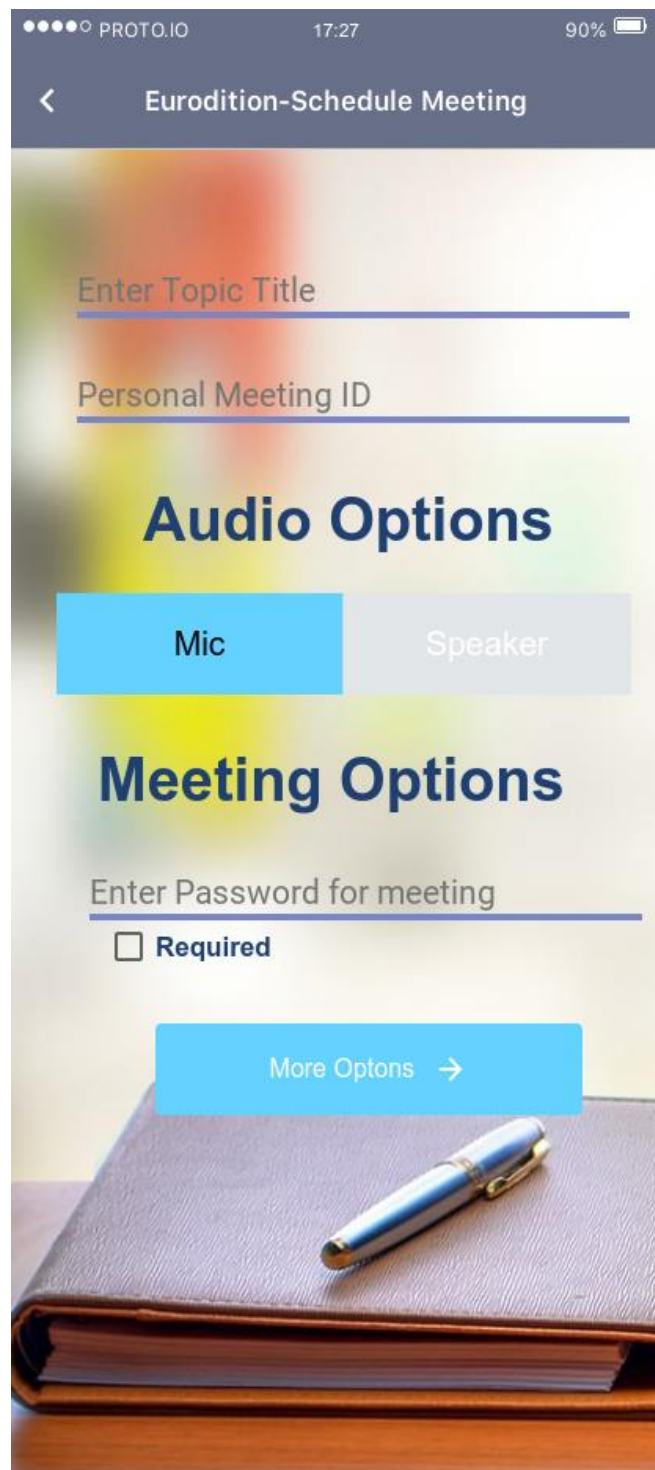 PROTO.IO 17:27 90%
Eurodition-Schedule Meeting
Enter Topic Title
Personal Meeting ID
Audio Options
Mic Speaker
Meeting Options
Enter Password for meeting
Required
More Optons →